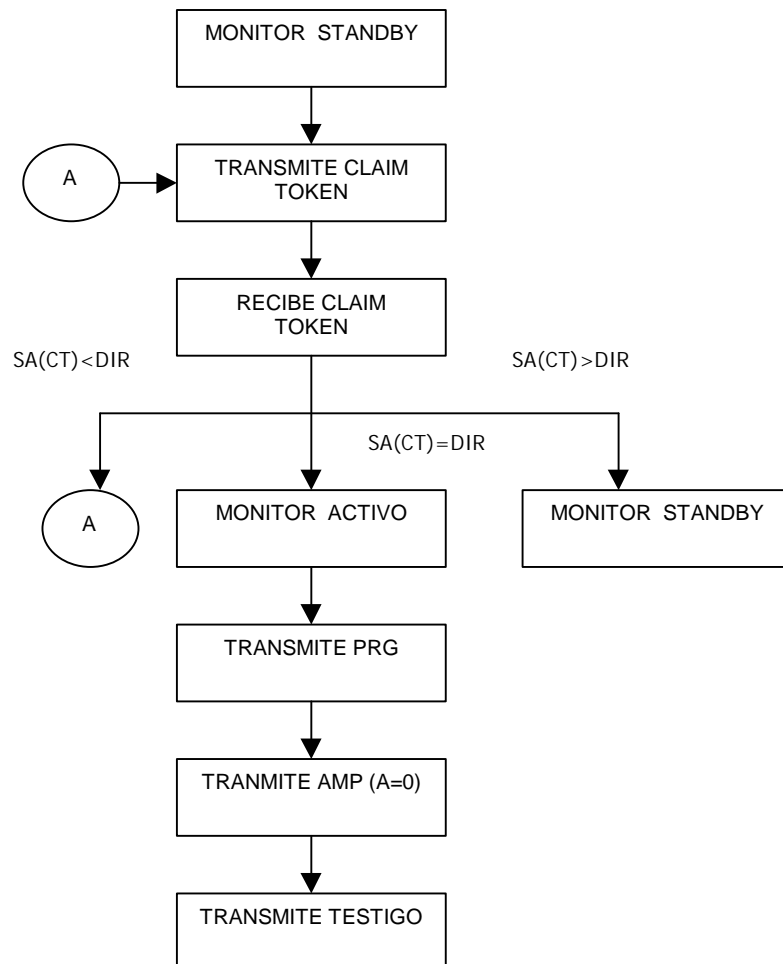 MONITOR STANDBY
A
TRANSMITE CLAIM
TOKEN
RECIBE CLAIM
TOKEN
SA(CT)<DIR
SA(CT)>DIR
SA(CT)=DIR
A
MONITOR ACTIVO
MONITOR STANDBY
TRANSMITE PRG
TRANMITE AMP (A=0)
TRANSMITE TESTIGO